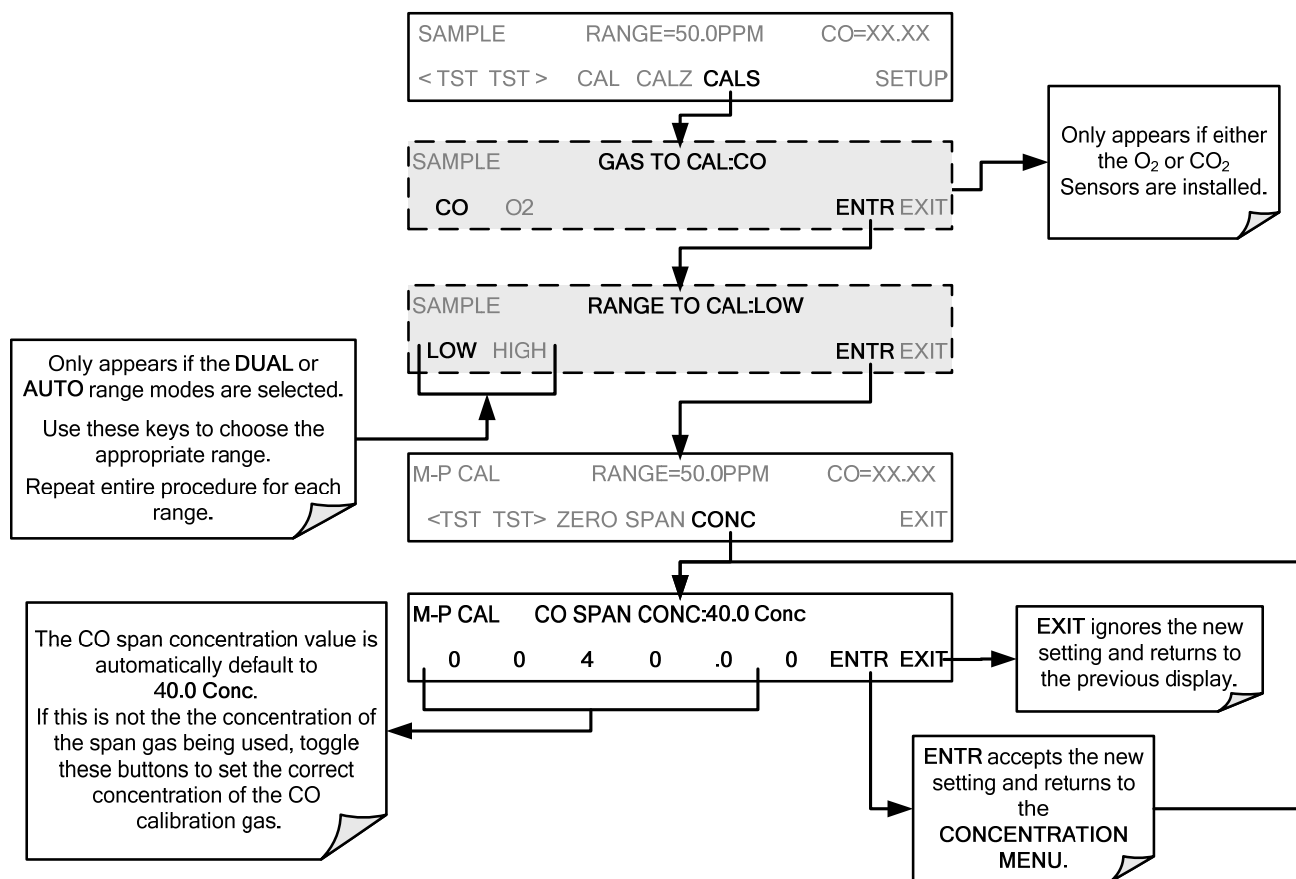 SAMPLE RANGE=50.0PPM CO=XX.XX
< TST TST > CAL CALZ CALS SETUP
Only appears if either
the O₂ or CO₂
Sensors are installed.
SAMPLE GAS TO CAL:CO
CO O2 ENTR EXIT
SAMPLE RANGE TO CAL:LOW
LOW HIGH ENTR EXIT
Only appears if the DUAL or
AUTO range modes are selected.
Use these keys to choose the
appropriate range.
Repeat entire procedure for each
range.
M-P CAL RANGE=50.0PPM CO=XX.XX
<TST TST> ZERO SPAN CONC EXIT
M-P CAL CO SPAN CONC:40.0 Conc
0 0 4 0 .0 0 ENTR EXIT
The CO span concentration value is
automatically default to
40.0 Conc.
If this is not the the concentration of
the span gas being used, toggle
these buttons to set the correct
concentration of the CO
calibration gas.
EXIT ignores the new
setting and returns to
the previous display.
ENTR accepts the new
setting and returns to
the
CONCENTRATION
MENU.